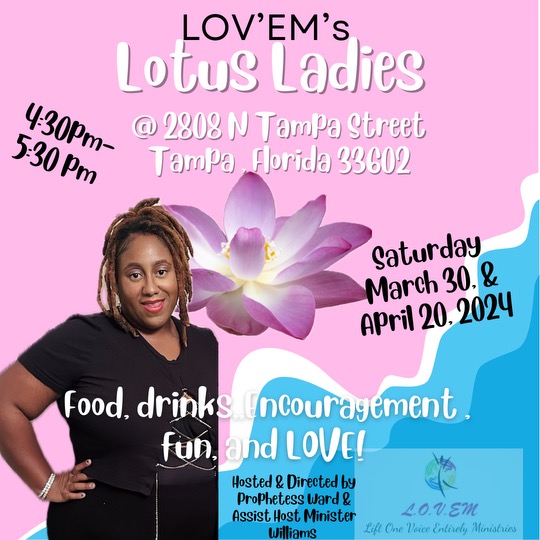 LOV'EM's
Lotus Ladies
@ 2808 N Tampa Street
Tampa , Florida 33602
4:30pm-
5:30 pm
Saturday
March 30, &
April 20, 2024
Food, drinks, Encouragement ,
fun, and LOVE!
Hosted & Directed by
Prophetess Ward &
Assist Host Minister
Williams
L.O.V.EM
Lift One Voice Entirely Ministries